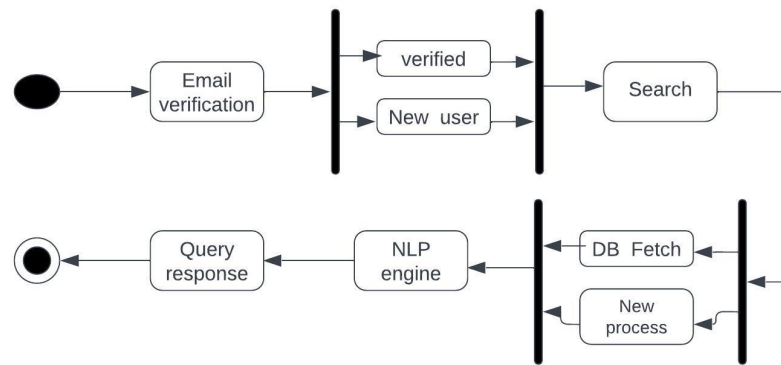 Email
verification
verified
New user
Search
DB Fetch
New
process
NLP
engine
Query
response